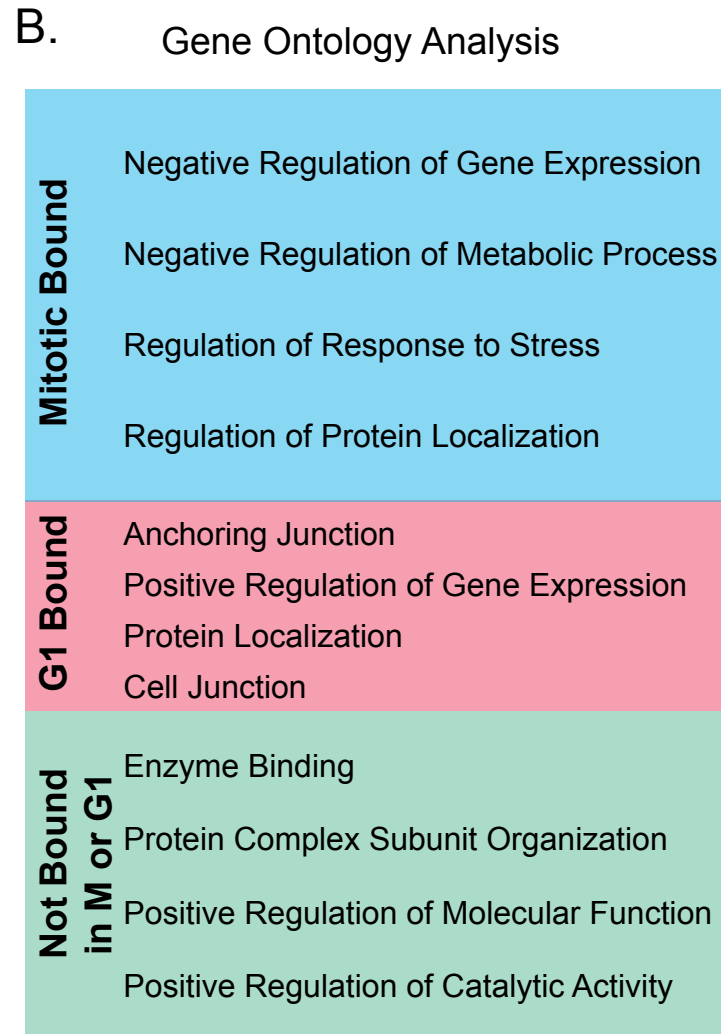 B.
Gene Ontology Analysis
Mitotic Bound
Negative Regulation of Gene Expression
Negative Regulation of Metabolic Process
Regulation of Response to Stress
Regulation of Protein Localization
G1 Bound
Anchoring Junction
Positive Regulation of Gene Expression
Protein Localization
Cell Junction
Not Bound
in M or G1
Enzyme Binding
Protein Complex Subunit Organization
Positive Regulation of Molecular Function
Positive Regulation of Catalytic Activity